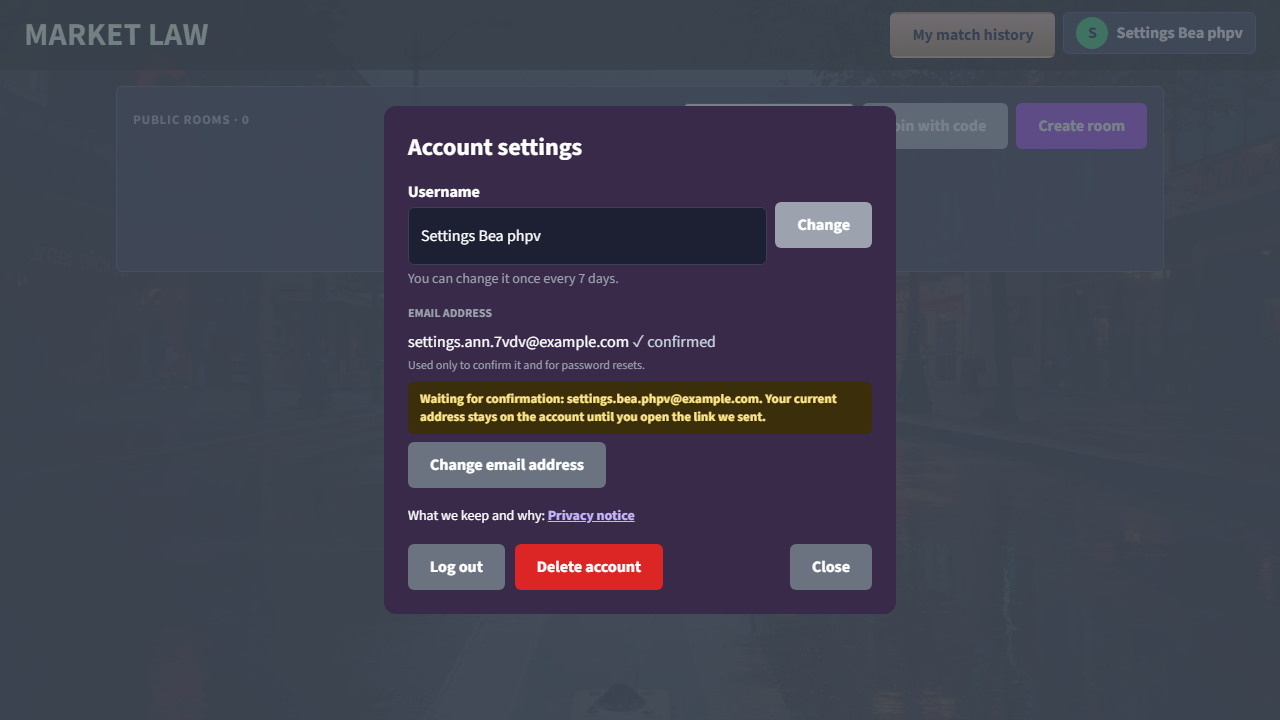 MARKET LAW
My match history
S
Settings Bea phpv
PUBLIC ROOMS · 0
in with code
Create room
Account settings
Username
Settings Bea phpv
Change
You can change it once every 7 days.
EMAIL ADDRESS
settings.ann.7vdv@example.com ✓ confirmed
Used only to confirm it and for password resets.
Waiting for confirmation: settings.bea.phpv@example.com. Your current
address stays on the account until you open the link we sent.
Change email address
What we keep and why: Privacy notice
Log out
Delete account
Close